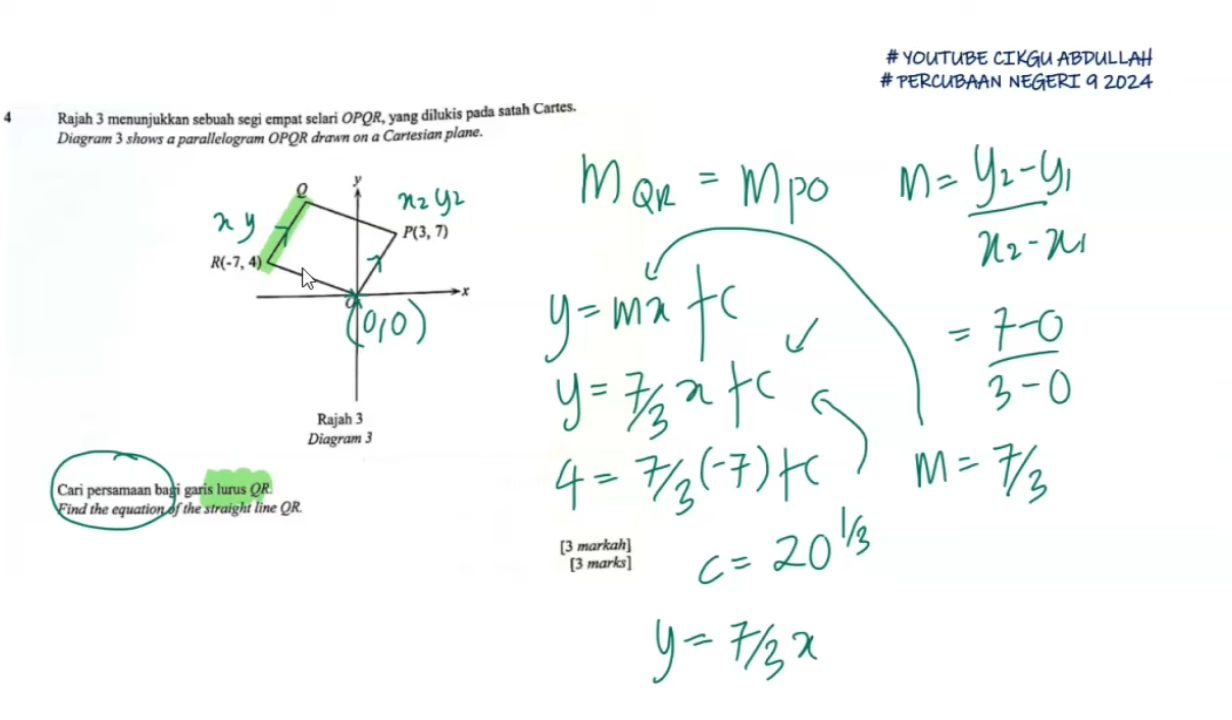 # YOUTUBE CIKGU ABDULLAH
# PERCUBAAN NEGERI 9 2024
4 Rajah 3 menunjukkan sebuah segi empat selari OPQR, yang dilukis pada satah Cartes.
Diagram 3 shows a parallelogram OPQR drawn on a Cartesian plane.
Q
y
x₂ y₂
x y
P(3, 7)
R(-7, 4)
x
O
(0,0)
Rajah 3
Diagram 3
Cari persamaan bagi garis lurus QR.
Find the equation of the straight line QR.
[3 markah]
[3 marks]
m QR = m PO
y = mx + c
y = 7/3 x + c
4 = 7/3 (-7) + c
c = 20 1/3
y = 7/3 x
m = y₂ - y₁
x₂ - x₁
= 7-0
3-0
m = 7/3